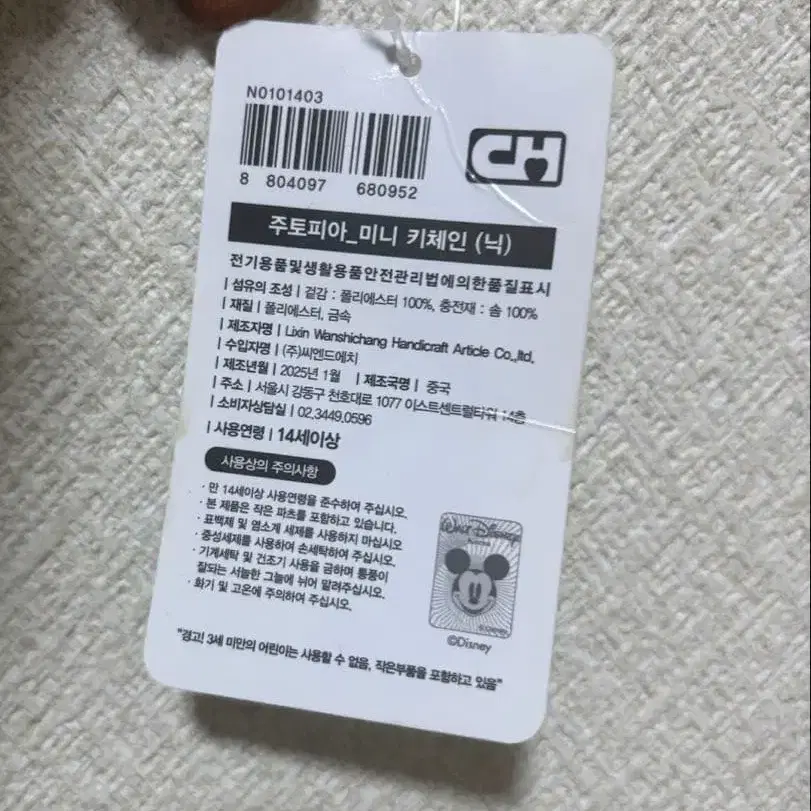 N0101403
8 804097 680952
CH
주토피아_미니 키체인 (닉)
전기용품및생활용품안전관리법에의한품질표시
| 섬유의 조성 | 겉감 : 폴리에스터 100%, 충전재 : 솜 100%
| 재질 | 폴리에스터, 금속
| 제조자명 | Lixin Wanshichang Handicraft Article Co.,ltd.
| 수입자명 | (주)씨엔드에치
| 제조년월 | 2025년 1월 | 제조국명 | 중국
| 주소 | 서울시 강동구 천호대로 1077 이스트센트럴타워 14층
| 소비자상담실 | 02.3449.0596
| 사용연령 | 14세이상
사용상의 주의사항
· 만 14세이상 사용연령을 준수하여 주십시오.
· 본 제품은 작은 파츠를 포함하고 있습니다.
· 표백제 및 염소계 세제를 사용하지 마십시오
· 중성세제를 사용하여 손세탁하여 주십시오.
· 기계세탁 및 건조기 사용을 금하며 통풍이
잘되는 서늘한 그늘에 뉘어 말려주십시오.
· 화기 및 고온에 주의하여 주십시오.
WALT DISNEY
©DISNEY
©Disney
"경고! 3세 미만의 어린이는 사용할 수 없음, 작은부품을 포함하고 있음"